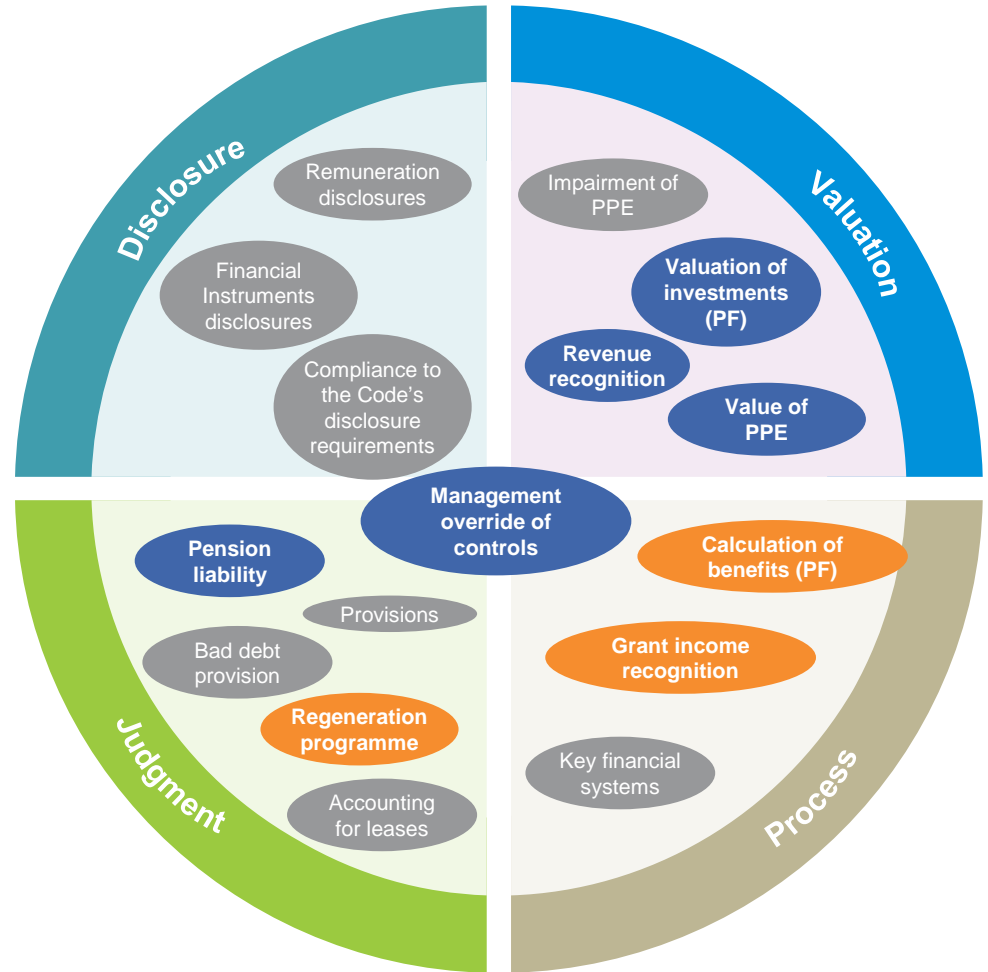 Disclosure
Remuneration
disclosures
Financial
Instruments
disclosures
Compliance to
the Code’s
disclosure
requirements
Valuation
Impairment of
PPE
Valuation of
investments
(PF)
Revenue
recognition
Value of
PPE
Management
override of
controls
Judgment
Pension
liability
Provisions
Bad debt
provision
Regeneration
programme
Accounting
for leases
Process
Calculation of
benefits (PF)
Grant income
recognition
Key financial
systems